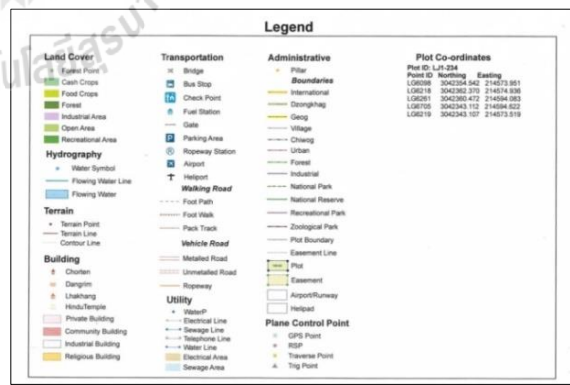 Legend
Land Cover
Forest Point
Cash Crops
Food Crops
Forest
Industrial Area
Open Area
Recreational Area
Hydrography
Water Symbol
Flowing Water Line
Flowing Water
Terrain
Terrain Point
Terrain Line
Contour Line
Building
Chorten
Dangrim
Lhakhang
HinduTemple
Private Building
Community Building
Industrial Building
Religious Building
Transportation
Bridge
Bus Stop
Check Point
Fuel Station
Gate
Parking Area
Ropeway Station
Airport
Heliport
Walking Road
Foot Path
Foot Walk
Pack Track
Vehicle Road
Metalled Road
Unmetalled Road
Ropeway
Utility
WaterP
Electrical Line
Sewage Line
Telephone Line
Water Line
Electrical Area
Sewage Area
Administrative
Pillar
Boundaries
International
Dzongkhag
Geog
Village
Chiwog
Urban
Forest
Industrial
National Park
National Reserve
Recreational Park
Zoological Park
Plot Boundary
Easement Line
Plot
Easement
Airport/Runway
Helipad
Plane Control Point
GPS Point
RSP
Traverse Point
Trig Point
Plot Co-ordinates
Plot ID: LJ1-234
Point ID Northing Easting
LG6098 3042354.542 214573.951
LG6218 3042362.370 214574.936
LG6261 3042360.472 214594.083
LG6705 3042343.112 214594.622
LG6219 3042343.107 214573.519